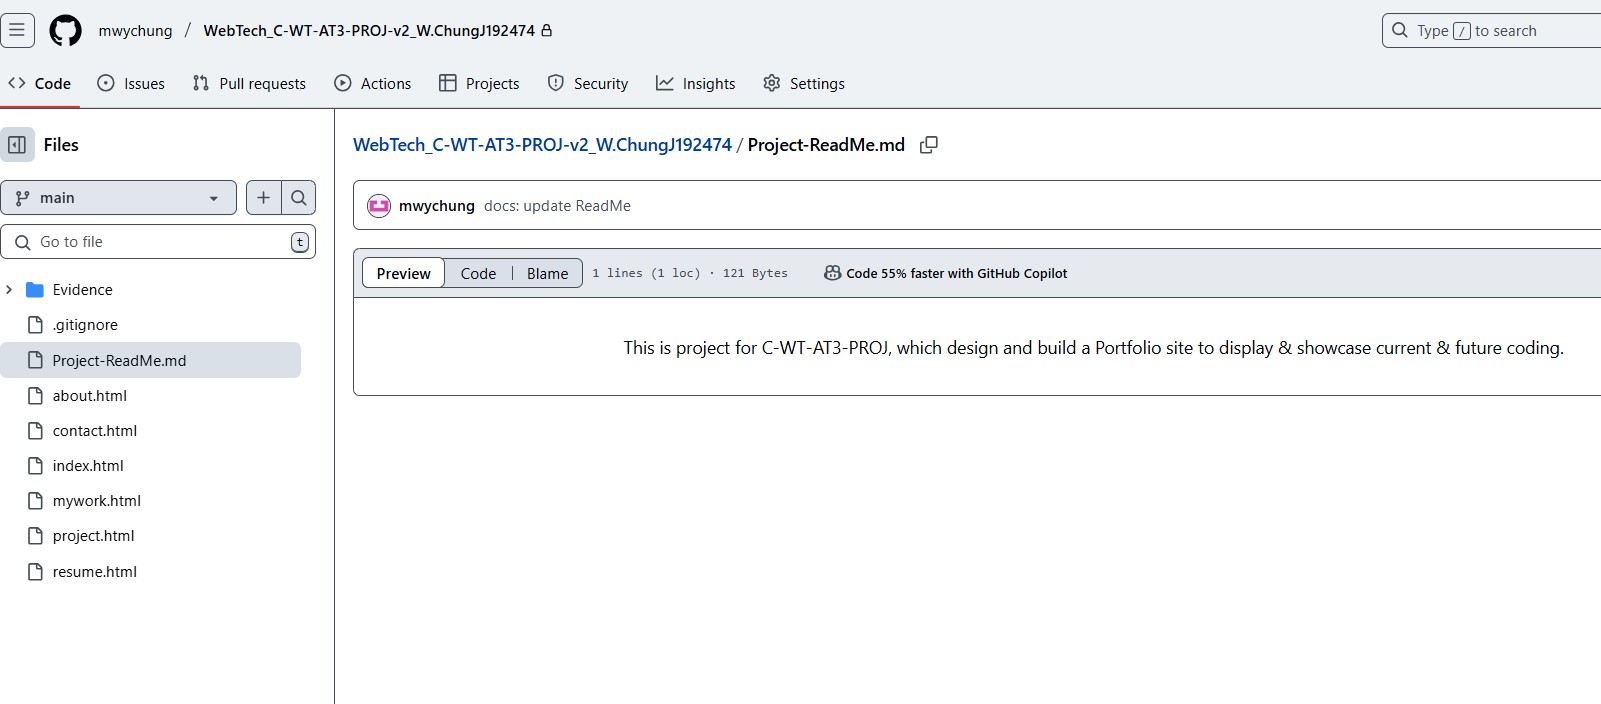 mwychung / WebTech_C-WT-AT3-PROJ-v2_W.ChungJ192474
Type / to search
Code Issues Pull requests Actions Projects Security Insights Settings
Files
WebTech_C-WT-AT3-PROJ-v2_W.ChungJ192474 / Project-ReadMe.md
main
mwychung docs: update ReadMe
Go to file t
Preview Code Blame 1 lines (1 loc) · 121 Bytes Code 55% faster with GitHub Copilot
Evidence
.gitignore
Project-ReadMe.md
about.html
contact.html
index.html
mywork.html
project.html
resume.html
This is project for C-WT-AT3-PROJ, which design and build a Portfolio site to display & showcase current & future coding.